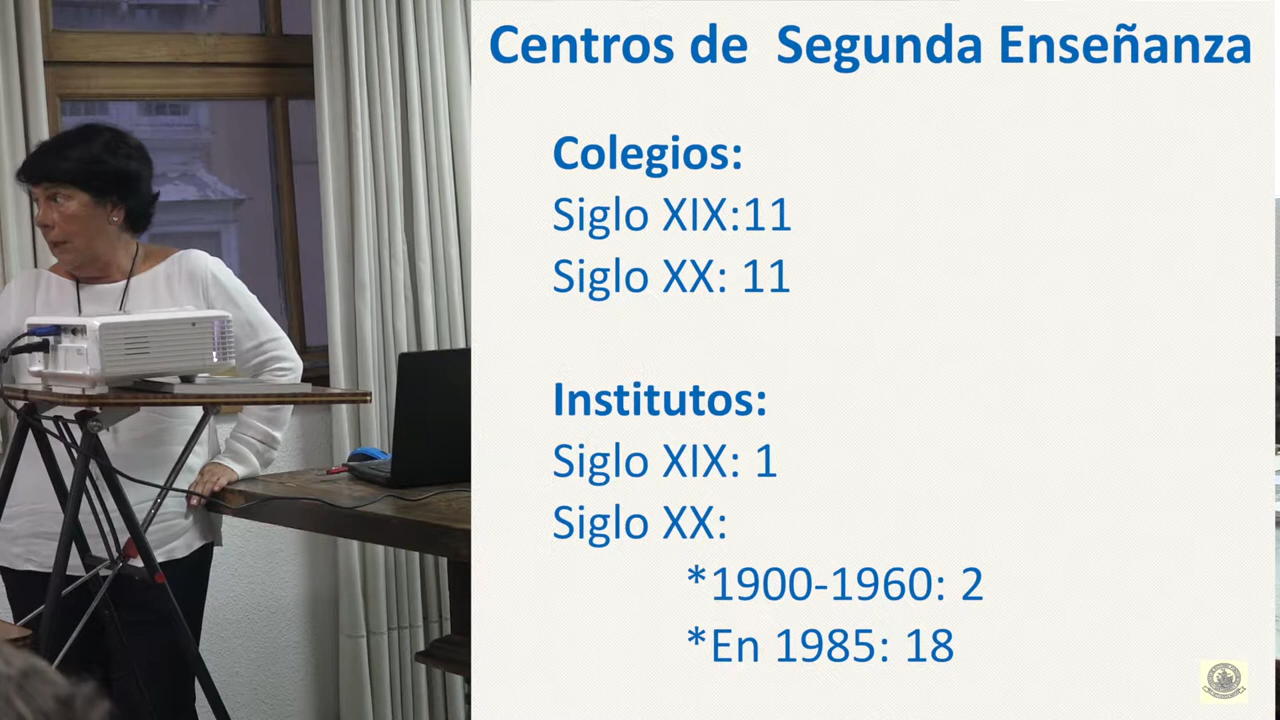 Centros de Segunda Enseñanza
Colegios:
Siglo XIX:11
Siglo XX: 11
Institutos:
Siglo XIX: 1
Siglo XX:
*1900-1960: 2
*En 1985: 18